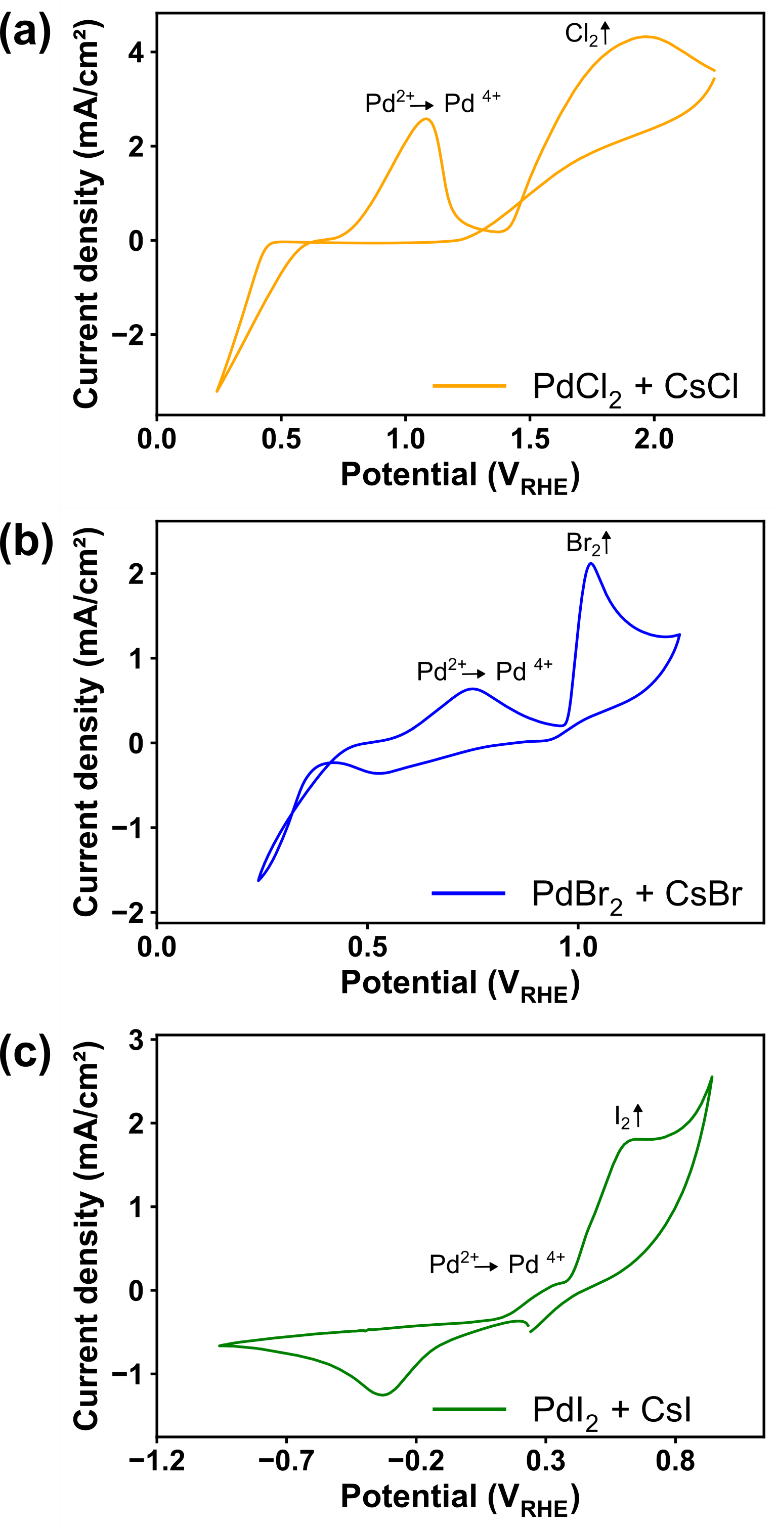 (a)
Current density (mA/cm²)
4
2
0
−2
Cl₂↑
Pd²⁺→ Pd ⁴⁺
PdCl₂ + CsCl
0.0 0.5 1.0 1.5 2.0
Potential (V_RHE)
(b)
Current density (mA/cm²)
2
1
0
−1
−2
Br₂↑
Pd²⁺→ Pd ⁴⁺
PdBr₂ + CsBr
0.0 0.5 1.0
Potential (V_RHE)
(c)
Current density (mA/cm²)
3
2
1
0
−1
I₂↑
Pd²⁺→ Pd ⁴⁺
PdI₂ + CsI
−1.2 −0.7 −0.2 0.3 0.8
Potential (V_RHE)